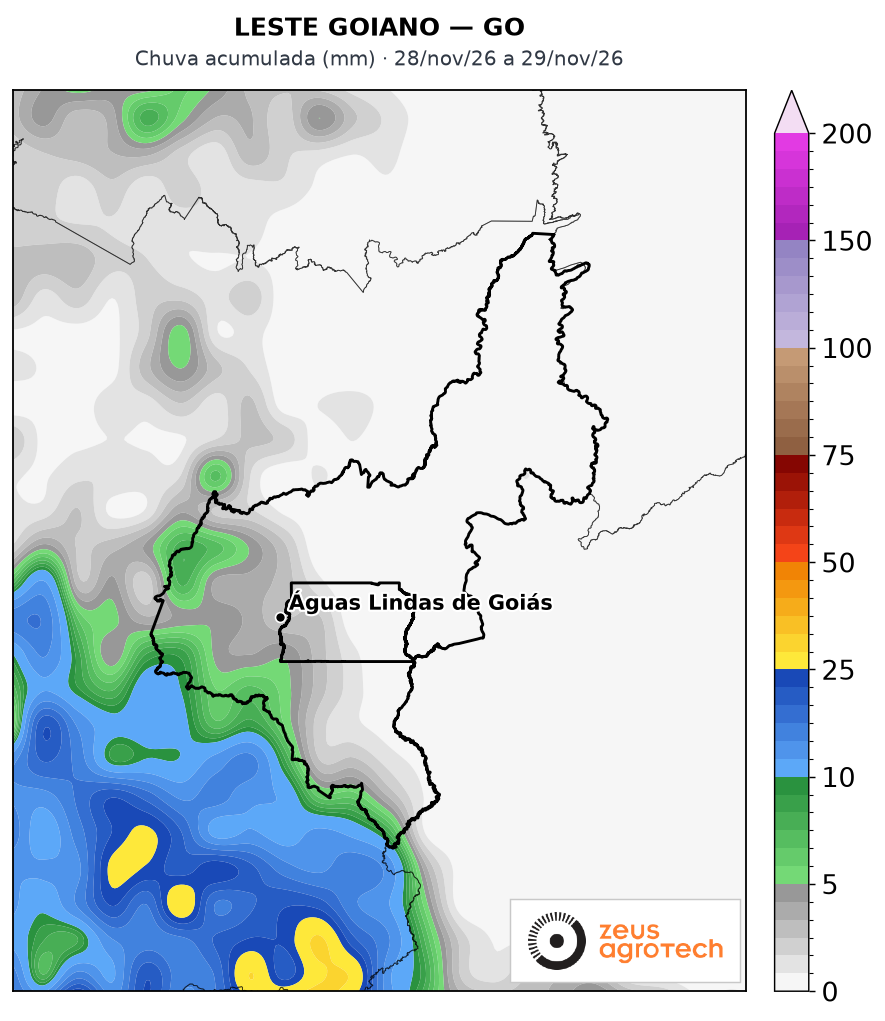 LESTE GOIANO — GO
Chuva acumulada (mm) · 28/nov/26 a 29/nov/26
200
150
100
75
50
25
10
5
0
Águas Lindas de Goiás
zeus
agrotech